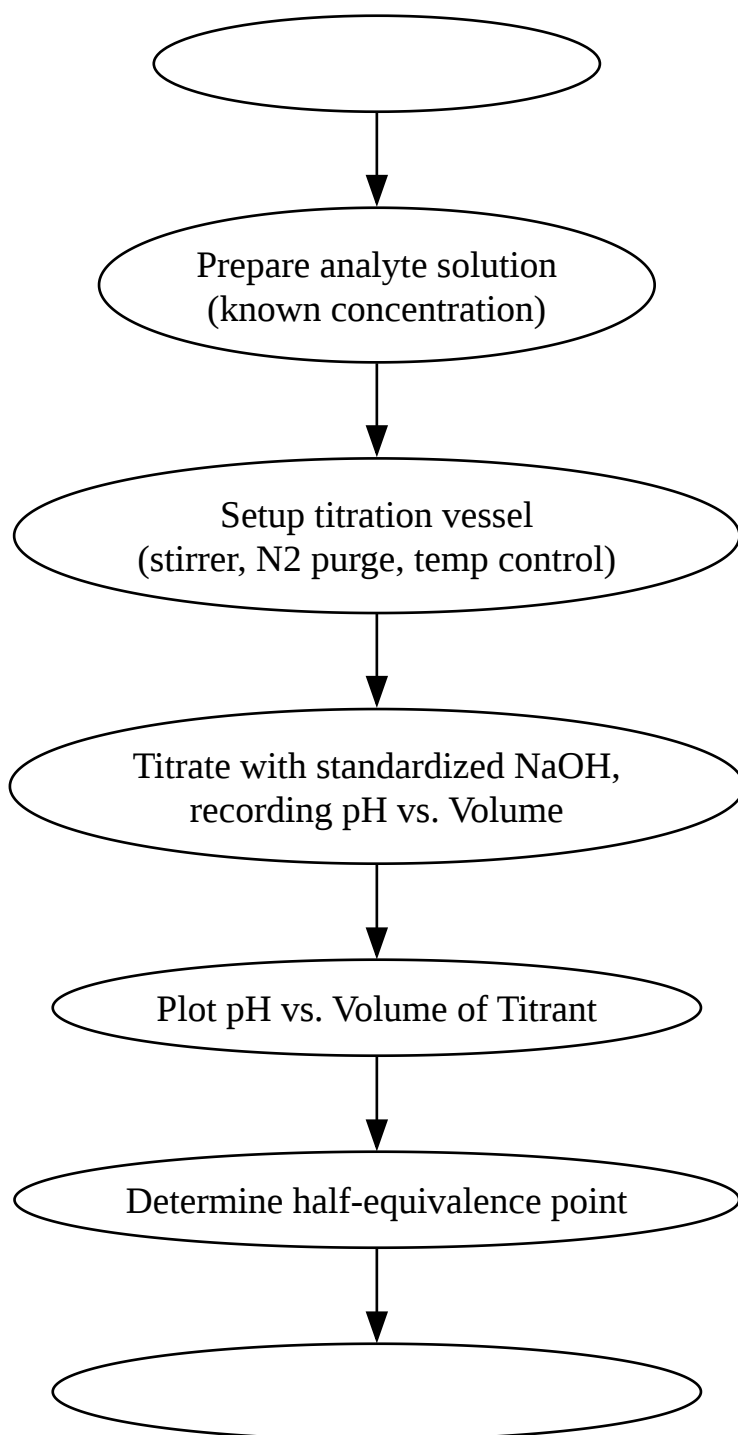 Prepare analyte solution
(known concentration)
Setup titration vessel
(stirrer, N2 purge, temp control)
Titrate with standardized NaOH,
recording pH vs. Volume
Plot pH vs. Volume of Titrant
Determine half-equivalence point